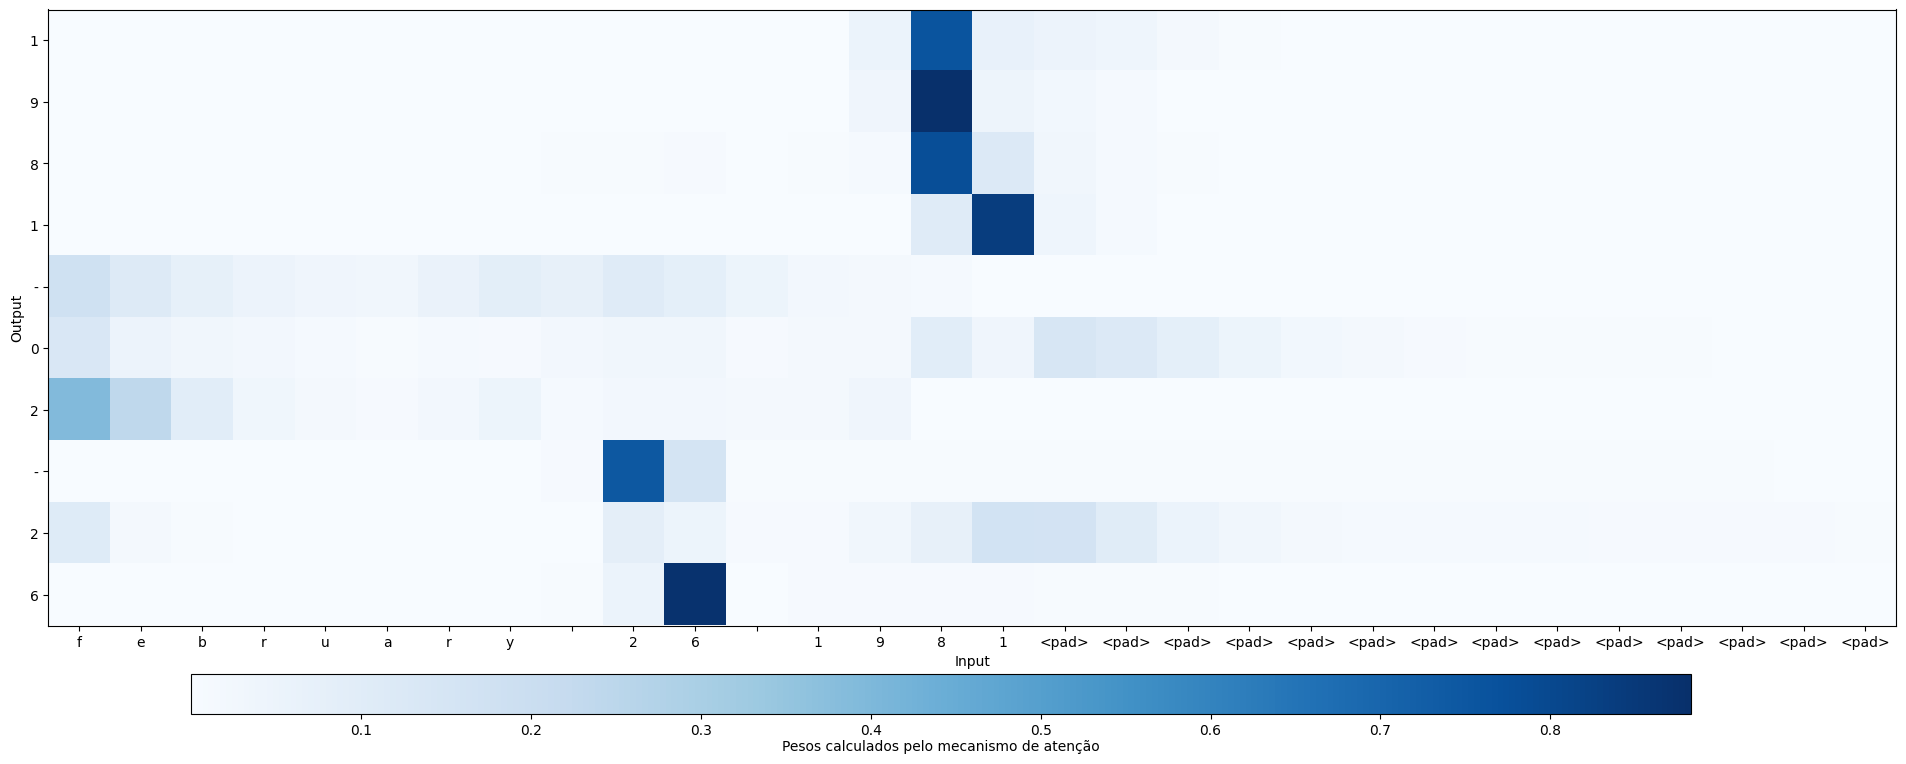 1
9
8
1
-
0
2
-
2
6
Output
f e b r u a r y 2 6 1 9 8 1 <pad> <pad> <pad> <pad> <pad> <pad> <pad> <pad> <pad> <pad> <pad> <pad> <pad> <pad>
Input
0.1 0.2 0.3 0.4 0.5 0.6 0.7 0.8
Pesos calculados pelo mecanismo de atenção